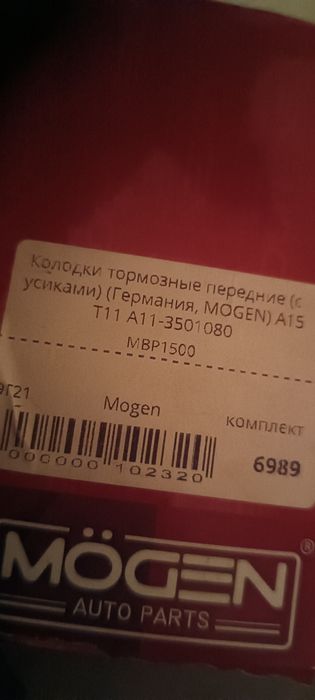 Колодки тормозные передние (с
усиками) (Германия, MOGEN) A15
T11 A11-3501080
MBP1500
9Г21
Mogen
комплект
000000 102320
6989
MÖGEN
®
AUTO PARTS